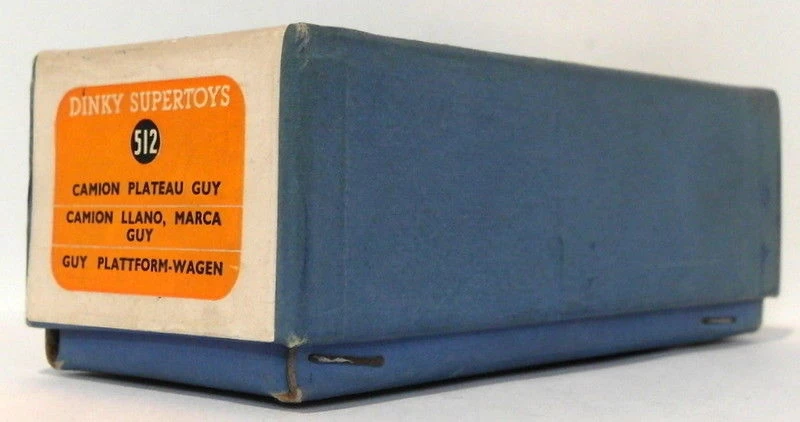 DINKY SUPERTOYS
512
CAMION PLATEAU GUY
CAMION LLANO, MARCA
GUY
GUY PLATTFORM-WAGEN